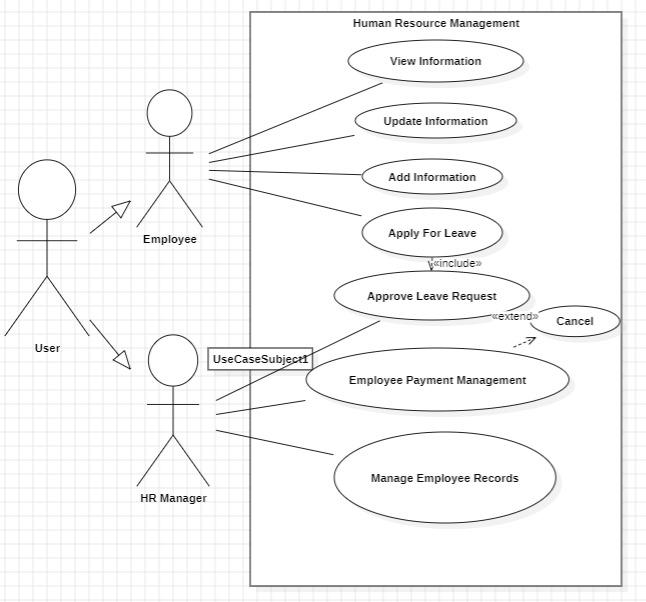 Human Resource Management
View Information
Update Information
Add Information
Employee
Apply For Leave
«include»
Approve Leave Request
«extend»
Cancel
User
UseCaseSubject1
Employee Payment Management
Manage Employee Records
HR Manager